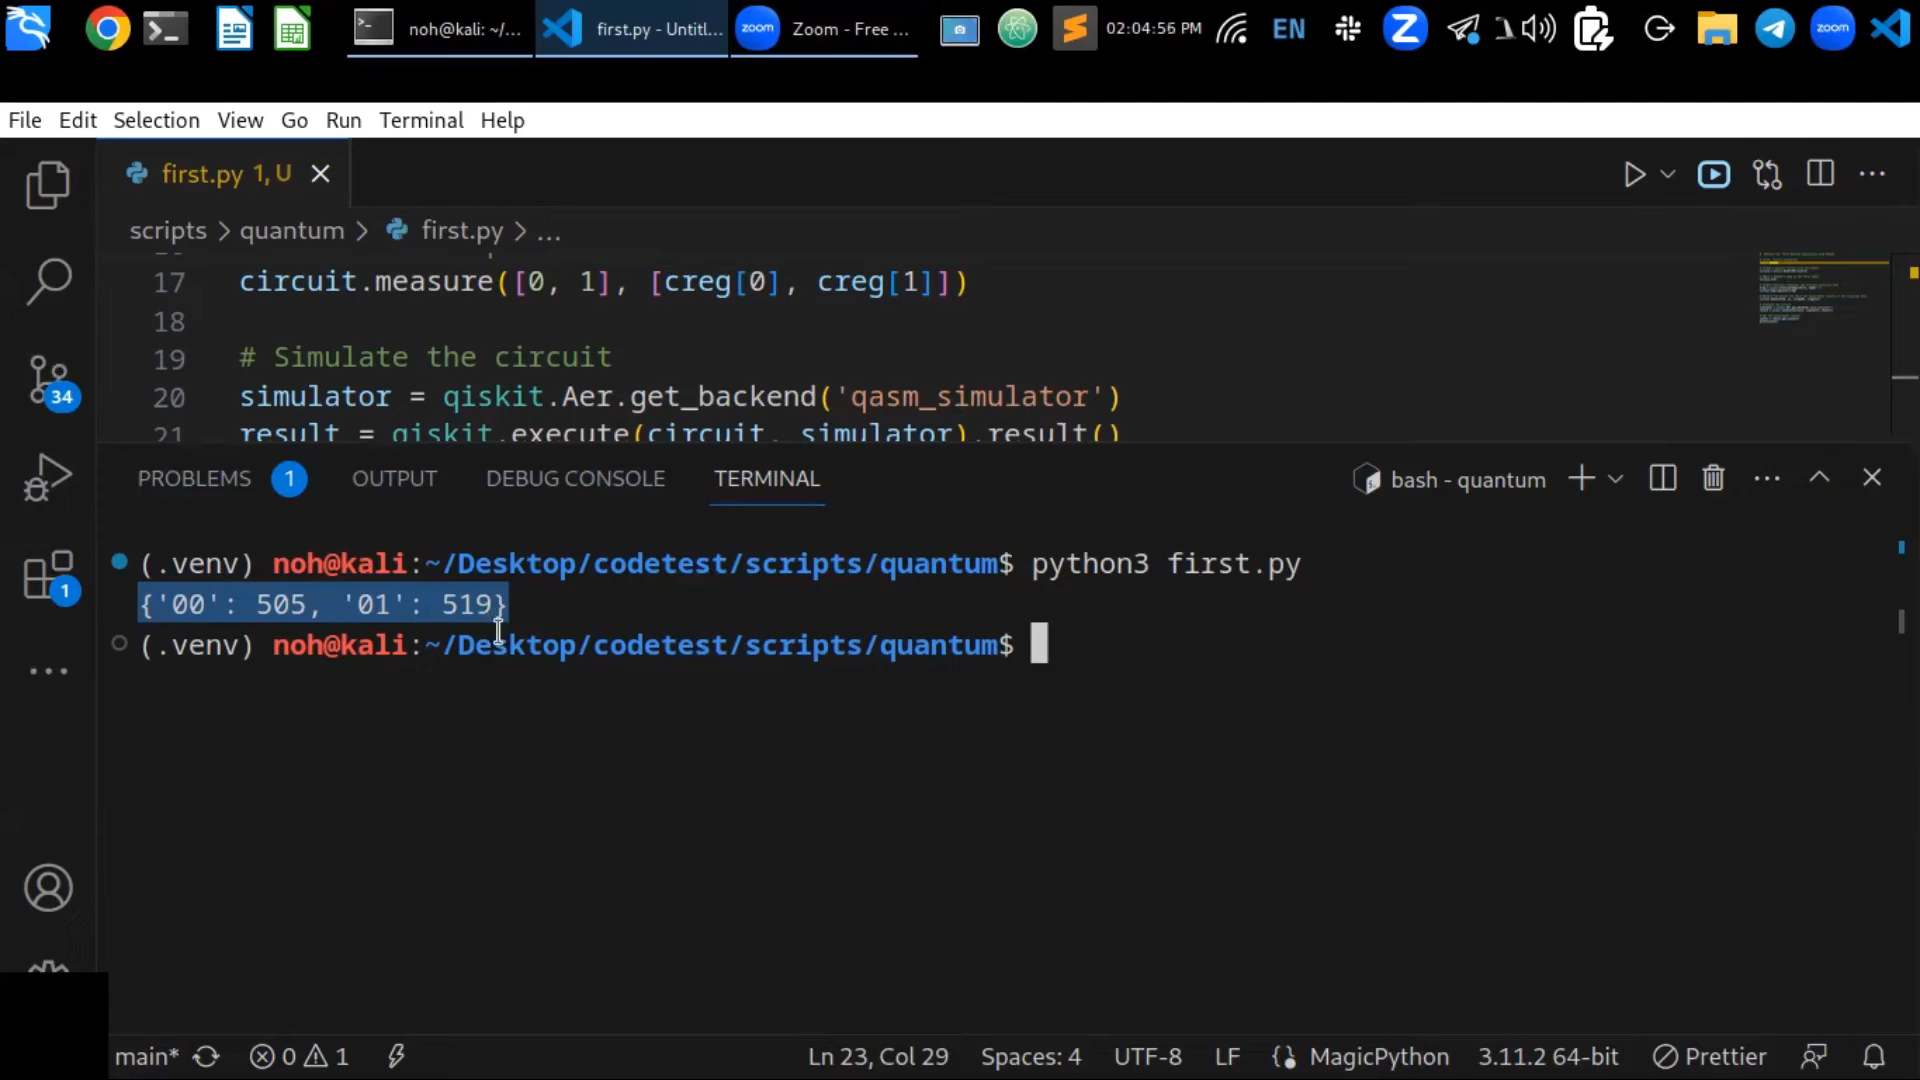 noh@kali: ~/...
first.py - Untitl...
zoom
Zoom - Free ...
02:04:56 PM
EN
zoom
File Edit Selection View Go Run Terminal Help
first.py 1, U
scripts > quantum > first.py > ...
17 circuit.measure([0, 1], [creg[0], creg[1]])
18
19 # Simulate the circuit
20 simulator = qiskit.Aer.get_backend('qasm_simulator')
21 result = qiskit.execute(circuit, simulator).result()
34
PROBLEMS 1 OUTPUT DEBUG CONSOLE TERMINAL
bash - quantum
(.venv) noh@kali:~/Desktop/codetest/scripts/quantum$ python3 first.py
{'00': 505, '01': 519}
1
(.venv) noh@kali:~/Desktop/codetest/scripts/quantum$
main* 0 1 Ln 23, Col 29 Spaces: 4 UTF-8 LF MagicPython 3.11.2 64-bit Prettier